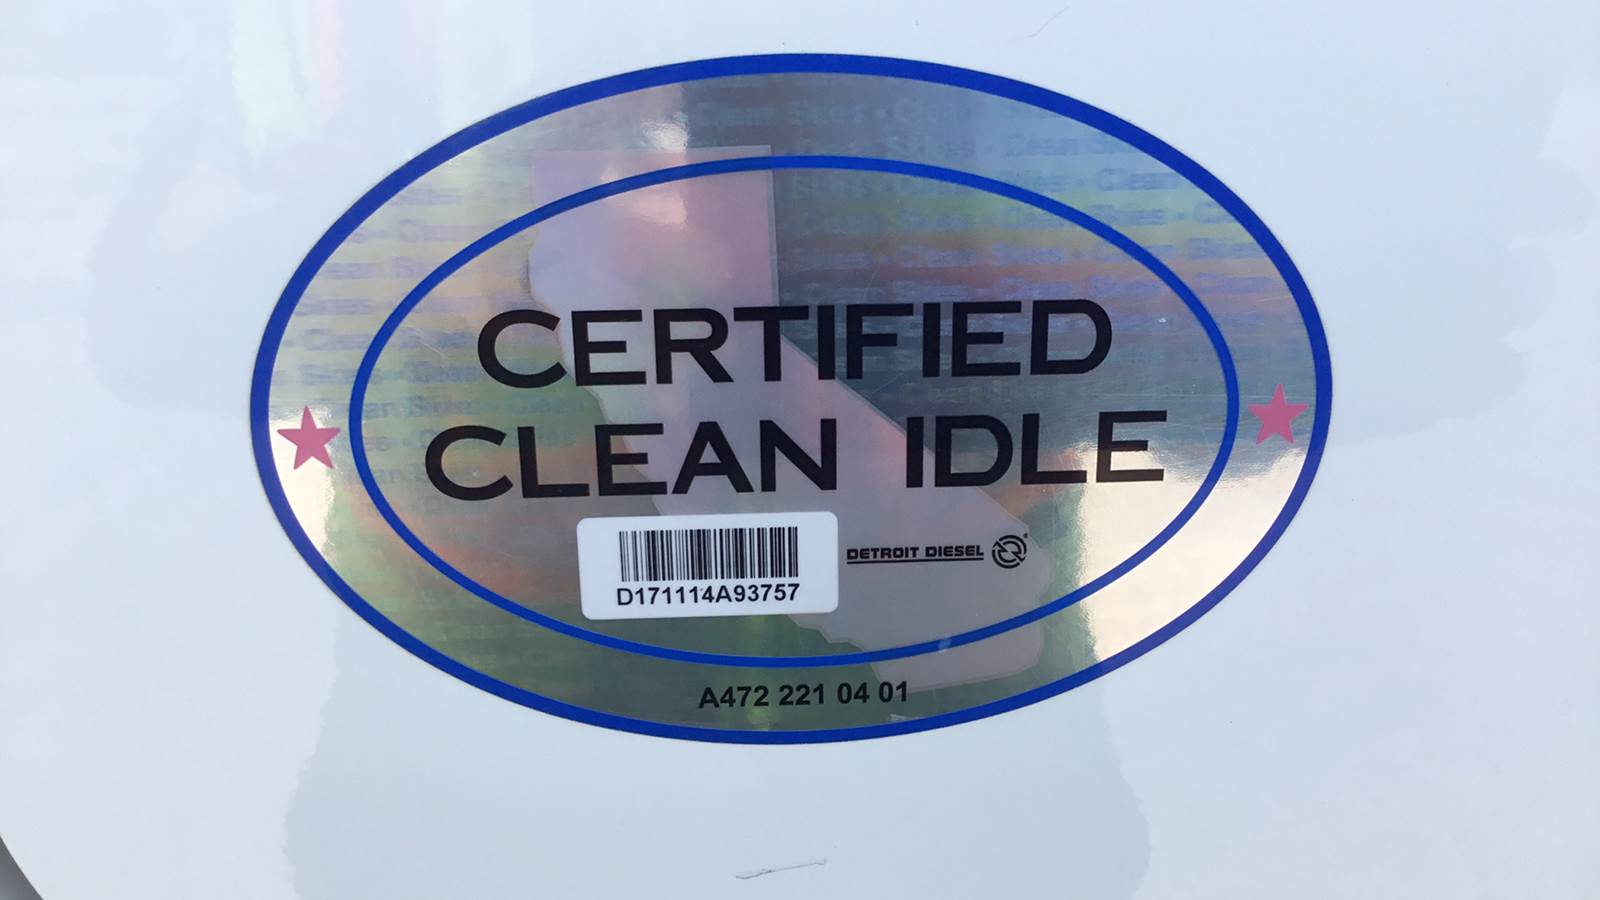 CERTIFIED
CLEAN IDLE
D171114A93757
DETROIT DIESEL
A472 221 04 01